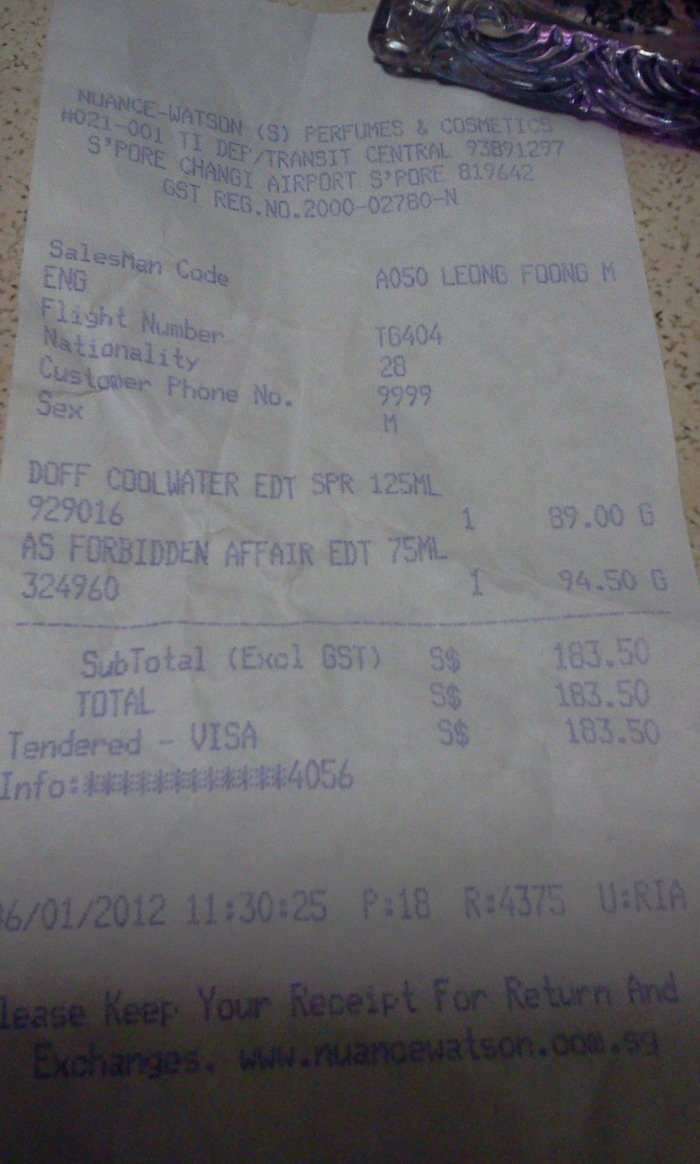 NUANCE-WATSON (S) PERFUMES & COSMETICS
#021-001 T1 DEP/TRANSIT CENTRAL 93891297
S'PORE CHANGI AIRPORT S'PORE 819642
GST REG.NO.2000-02780-N
SalesMan Code A050 LEONG FOONG M
ENG
Flight Number TG404
Nationality 28
Customer Phone No. 9999
Sex M
DOFF COOLWATER EDT SPR 125ML
929016 1 89.00 G
AS FORBIDDEN AFFAIR EDT 75ML
324960 1 94.50 G
SubTotal (Excl GST) S$ 183.50
TOTAL S$ 183.50
Tendered - VISA S$ 183.50
Info:************4056
6/01/2012 11:30:25 P:18 R:4375 U:RIA
lease Keep Your Receipt For Return And
Exchanges. www.nuancewatson.com.sg